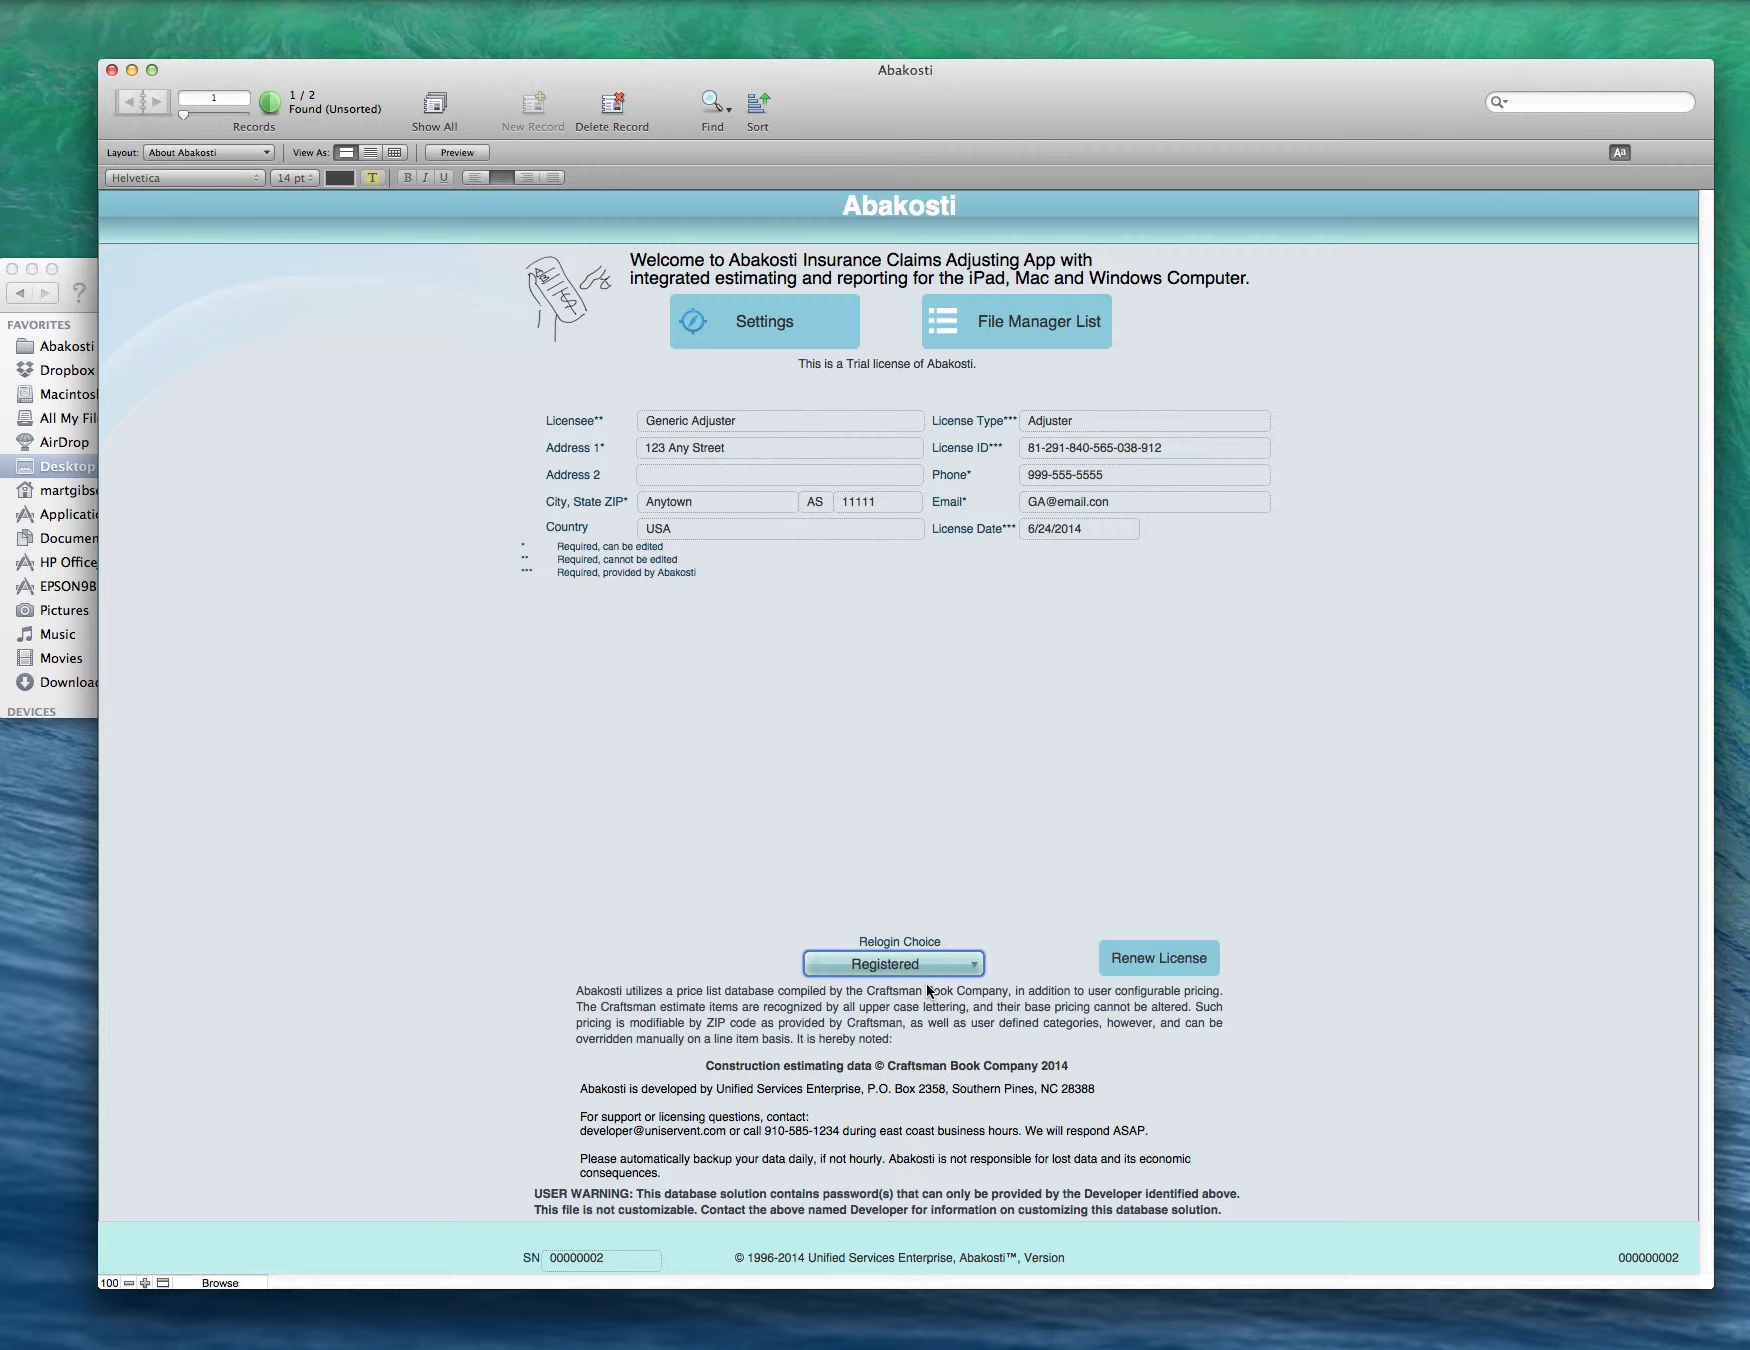 Abakosti
1
1 / 2
Found (Unsorted)
Records
Show All
New Record
Delete Record
Find
Sort
Layout: About Abakosti
View As:
Preview
Aa
Helvetica
14 pt
T
B I U
Abakosti
Welcome to Abakosti Insurance Claims Adjusting App with
integrated estimating and reporting for the iPad, Mac and Windows Computer.
Settings
File Manager List
This is a Trial license of Abakosti.
FAVORITES
Abakosti
Dropbox
Macintos
All My Fil
AirDrop
Desktop
martgibs
Applicatio
Documen
HP Office
EPSON9B
Pictures
Music
Movies
Downloa
DEVICES
Licensee** Generic Adjuster License Type*** Adjuster
Address 1* 123 Any Street License ID*** 81-291-840-565-038-912
Address 2 Phone* 999-555-5555
City, State ZIP* Anytown AS 11111 Email* GA@email.con
Country USA License Date*** 6/24/2014
* Required, can be edited
** Required, cannot be edited
*** Required, provided by Abakosti
Relogin Choice
Registered
Renew License
Abakosti utilizes a price list database compiled by the Craftsman Book Company, in addition to user configurable pricing.
The Craftsman estimate items are recognized by all upper case lettering, and their base pricing cannot be altered. Such
pricing is modifiable by ZIP code as provided by Craftsman, as well as user defined categories, however, and can be
overridden manually on a line item basis. It is hereby noted:
Construction estimating data © Craftsman Book Company 2014
Abakosti is developed by Unified Services Enterprise, P.O. Box 2358, Southern Pines, NC 28388
For support or licensing questions, contact:
developer@uniservent.com or call 910-585-1234 during east coast business hours. We will respond ASAP.
Please automatically backup your data daily, if not hourly. Abakosti is not responsible for lost data and its economic
consequences.
USER WARNING: This database solution contains password(s) that can only be provided by the Developer identified above.
This file is not customizable. Contact the above named Developer for information on customizing this database solution.
SN 00000002
© 1996-2014 Unified Services Enterprise, Abakosti™, Version
000000002
100
Browse